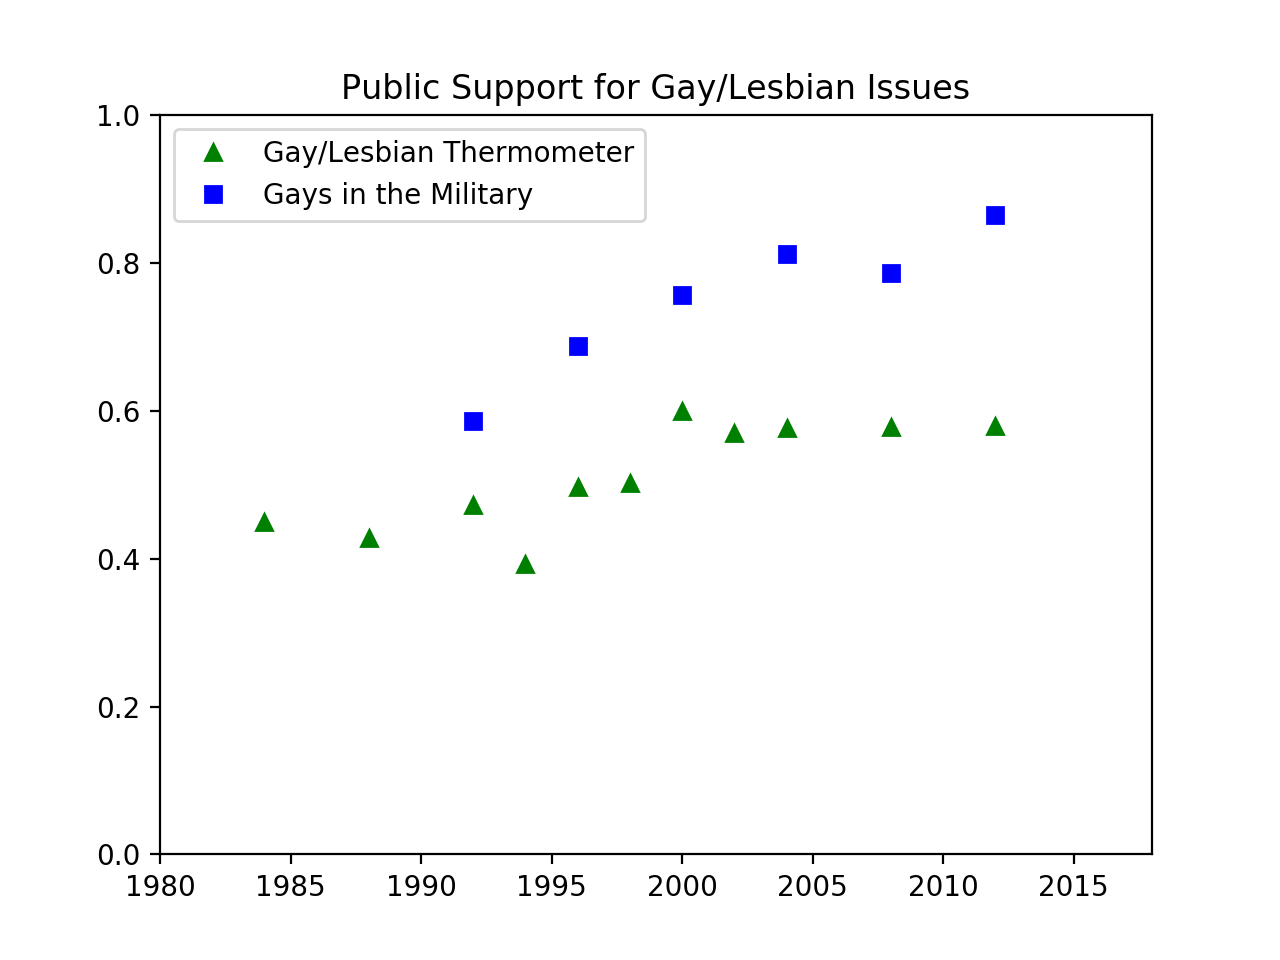 Public Support for Gay/Lesbian Issues
1.0
Gay/Lesbian Thermometer
Gays in the Military
0.8
0.6
0.4
0.2
0.0
1980 1985 1990 1995 2000 2005 2010 2015